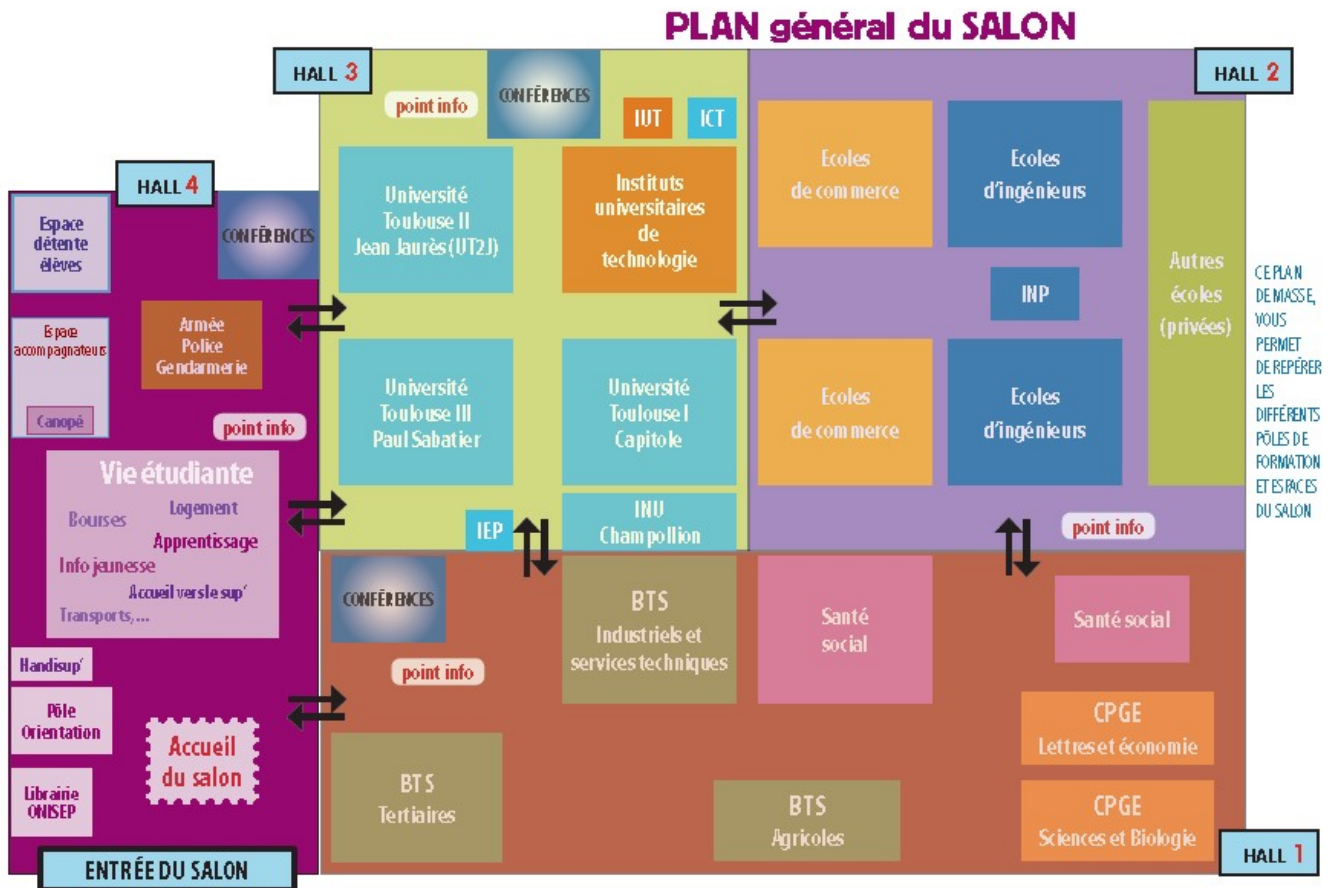 PLAN général du SALON
HALL 3
point info
CONFÉRENCES
IUT
ICT
Université
Toulouse II
Jean Jaurès (UT2J)
Instituts
universitaires
de
technologie
Université
Toulouse III
Paul Sabatier
Université
Toulouse I
Capitole
IEP
INU
Champollion
HALL 2
Ecoles
de commerce
Ecoles
d'ingénieurs
INP
Ecoles
de commerce
Ecoles
d'ingénieurs
Autres
écoles
(privées)
point info
CE PLAN
DE MASSE,
VOUS
PERMET
DE REPÉRER
LES
DIFFÉRENTS
PÔLES DE
FORMATION
ET ESPACES
DU SALON
HALL 4
Espace
détente
élèves
CONFÉRENCES
Espace
accompagnateurs
Canopé
Armée
Police
Gendarmerie
point info
Vie étudiante
Bourses
Logement
Apprentissage
Info jeunesse
Accueil vers le sup'
Transports,...
Handisup'
Pôle
Orientation
Librairie
ONISEP
Accueil
du salon
ENTRÉE DU SALON
CONFÉRENCES
point info
BTS
Industriels et
services techniques
Santé
social
Santé social
BTS
Tertiaires
BTS
Agricoles
CPGE
Lettres et économie
CPGE
Sciences et Biologie
HALL 1